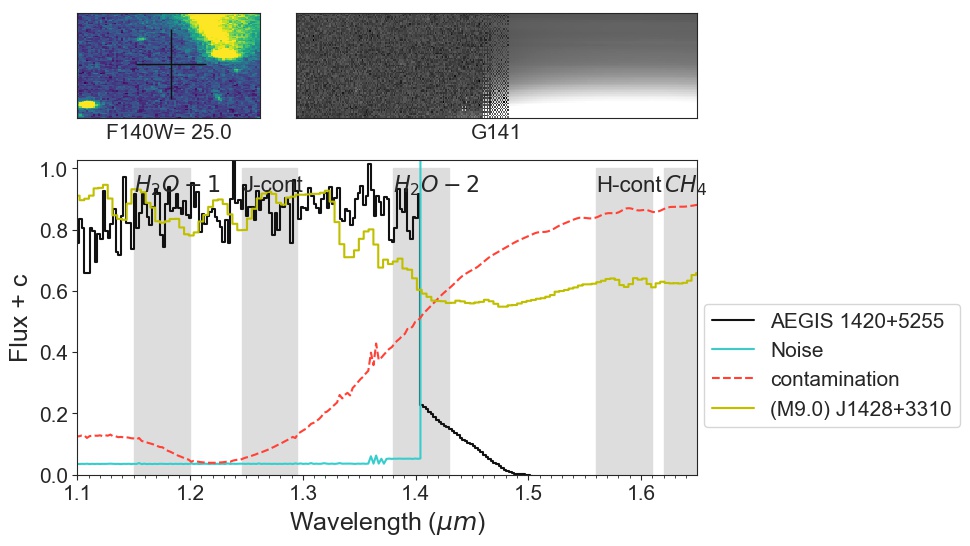 F140W= 25.0
G141
H₂O − 1
J-cont
H₂O − 2
H-cont
CH₄
1.0
0.8
0.6
0.4
0.2
0.0
Flux + c
1.1
1.2
1.3
1.4
1.5
1.6
Wavelength (μm)
AEGIS 1420+5255
Noise
contamination
(M9.0) J1428+3310